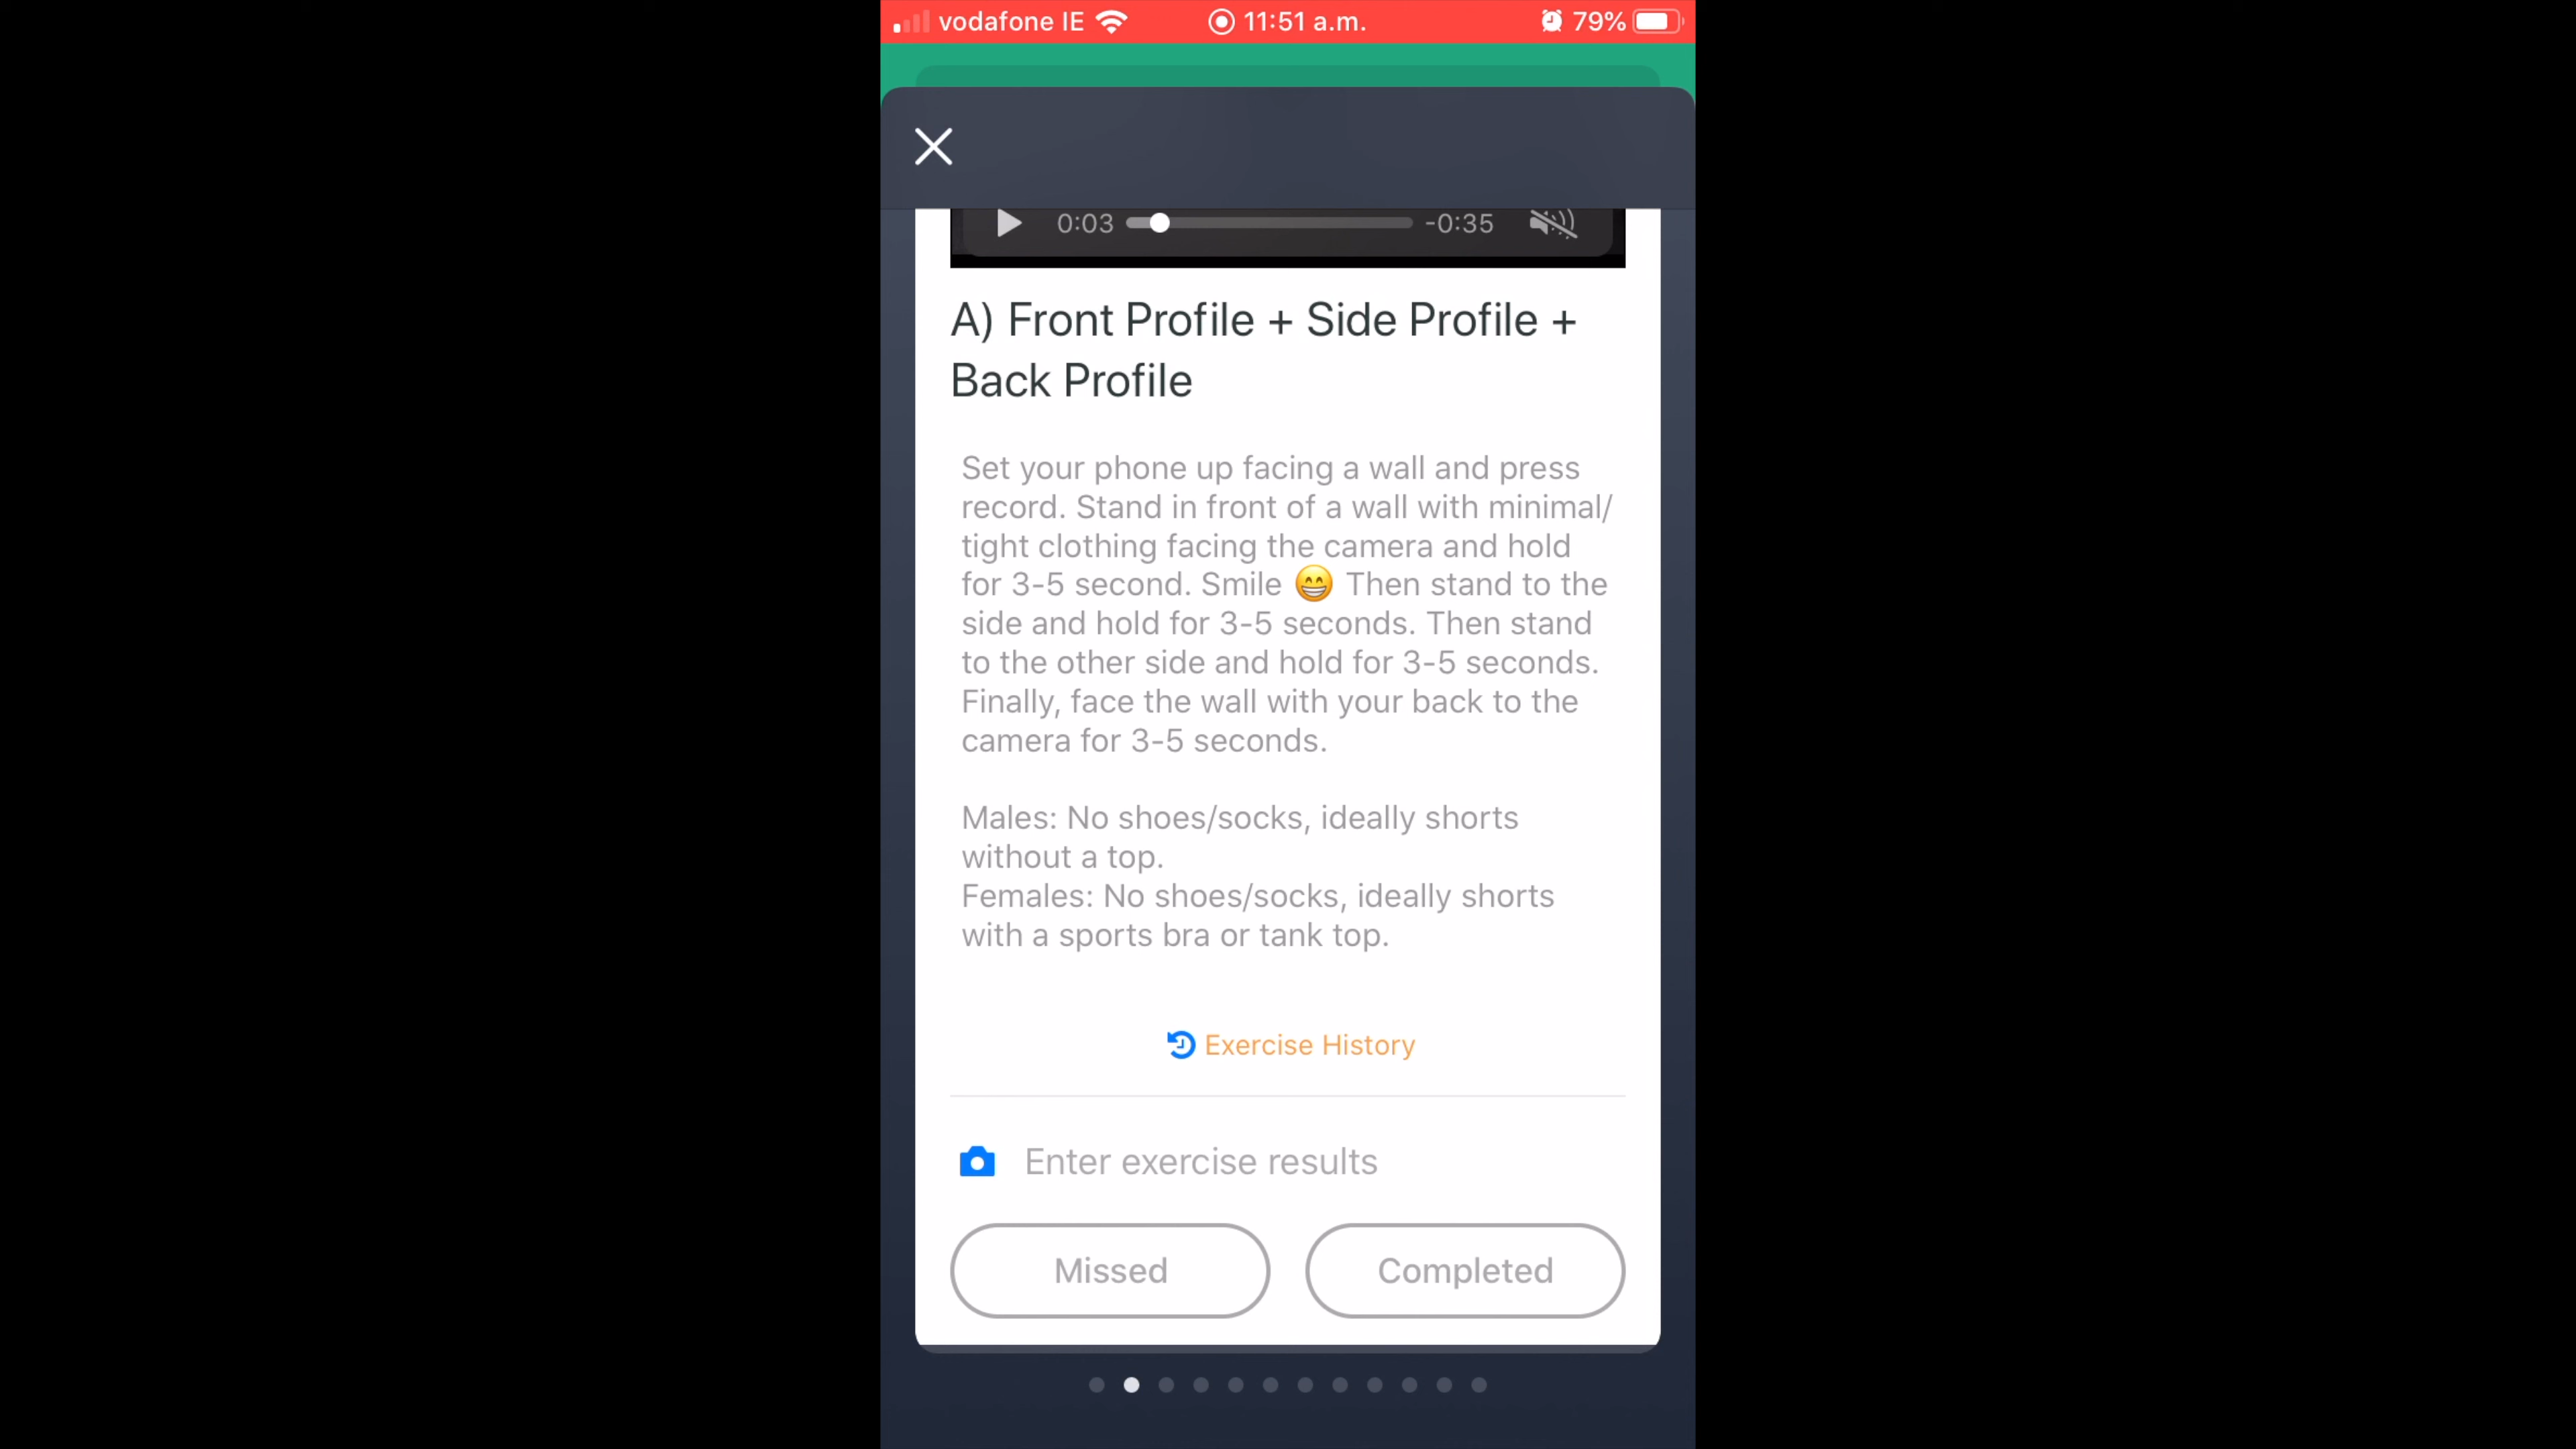 vodafone IE 11:51 a.m. 79%
0:03 -0:35
A) Front Profile + Side Profile +
Back Profile
Set your phone up facing a wall and press
record. Stand in front of a wall with minimal/
tight clothing facing the camera and hold
for 3-5 second. Smile 😁 Then stand to the
side and hold for 3-5 seconds. Then stand
to the other side and hold for 3-5 seconds.
Finally, face the wall with your back to the
camera for 3-5 seconds.
Males: No shoes/socks, ideally shorts
without a top.
Females: No shoes/socks, ideally shorts
with a sports bra or tank top.
Exercise History
Enter exercise results
Missed Completed